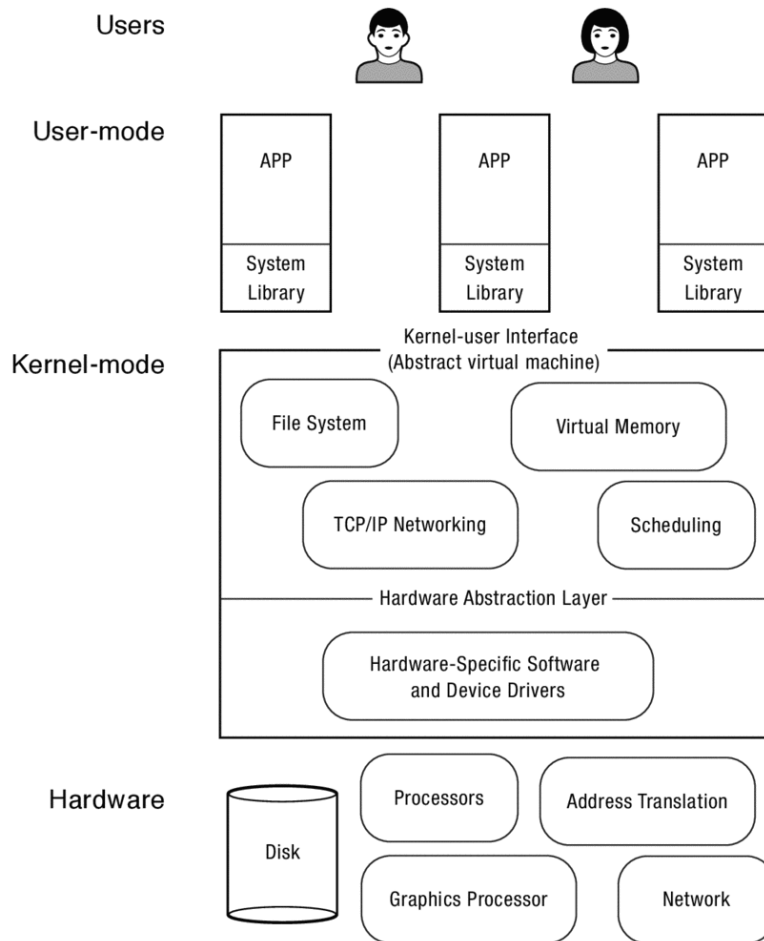 Users
User-mode
APP
APP
APP
System
Library
System
Library
System
Library
Kernel-mode
Kernel-user Interface
(Abstract virtual machine)
File System
Virtual Memory
TCP/IP Networking
Scheduling
Hardware Abstraction Layer
Hardware-Specific Software
and Device Drivers
Hardware
Processors
Address Translation
Disk
Graphics Processor
Network